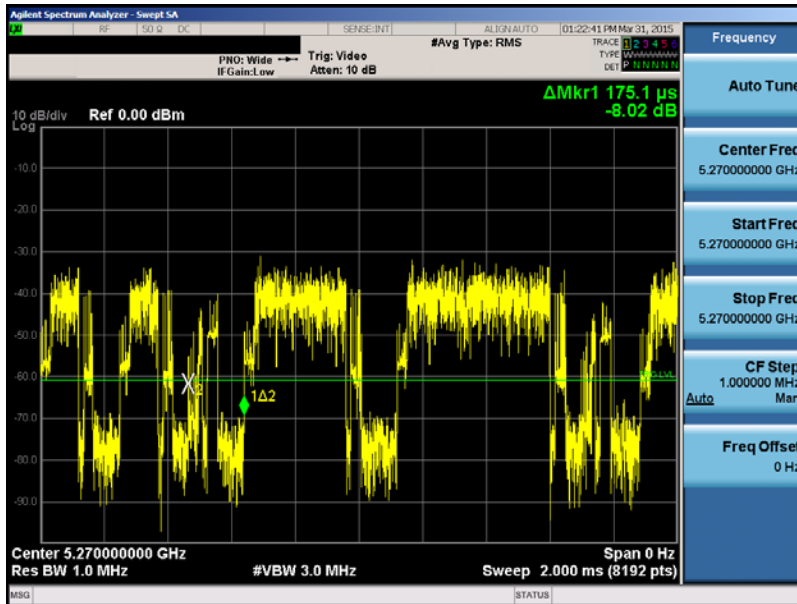 Agilent Spectrum Analyzer - Swept SA
RF 50 Ω DC SENSE:INT ALIGN AUTO 01:22:41 PM Mar 31, 2015
PNO: Wide
IFGain:Low
Trig: Video
Atten: 10 dB
#Avg Type: RMS
TRACE 1 2 3 4 5 6
TYPE
DET P N N N N N
ΔMkr1 175.1 µs
-8.02 dB
10 dB/div Ref 0.00 dBm
Log
-10.0
-20.0
-30.0
-40.0
-50.0
-60.0
-70.0
-80.0
-90.0
1Δ2
2
Center 5.270000000 GHz Span 0 Hz
Res BW 1.0 MHz #VBW 3.0 MHz Sweep 2.000 ms (8192 pts)
MSG STATUS
Frequency
Auto Tune
Center Freq
5.270000000 GHz
Start Freq
5.270000000 GHz
Stop Freq
5.270000000 GHz
CF Step
1.000000 MHz
Auto Man
Freq Offset
0 Hz